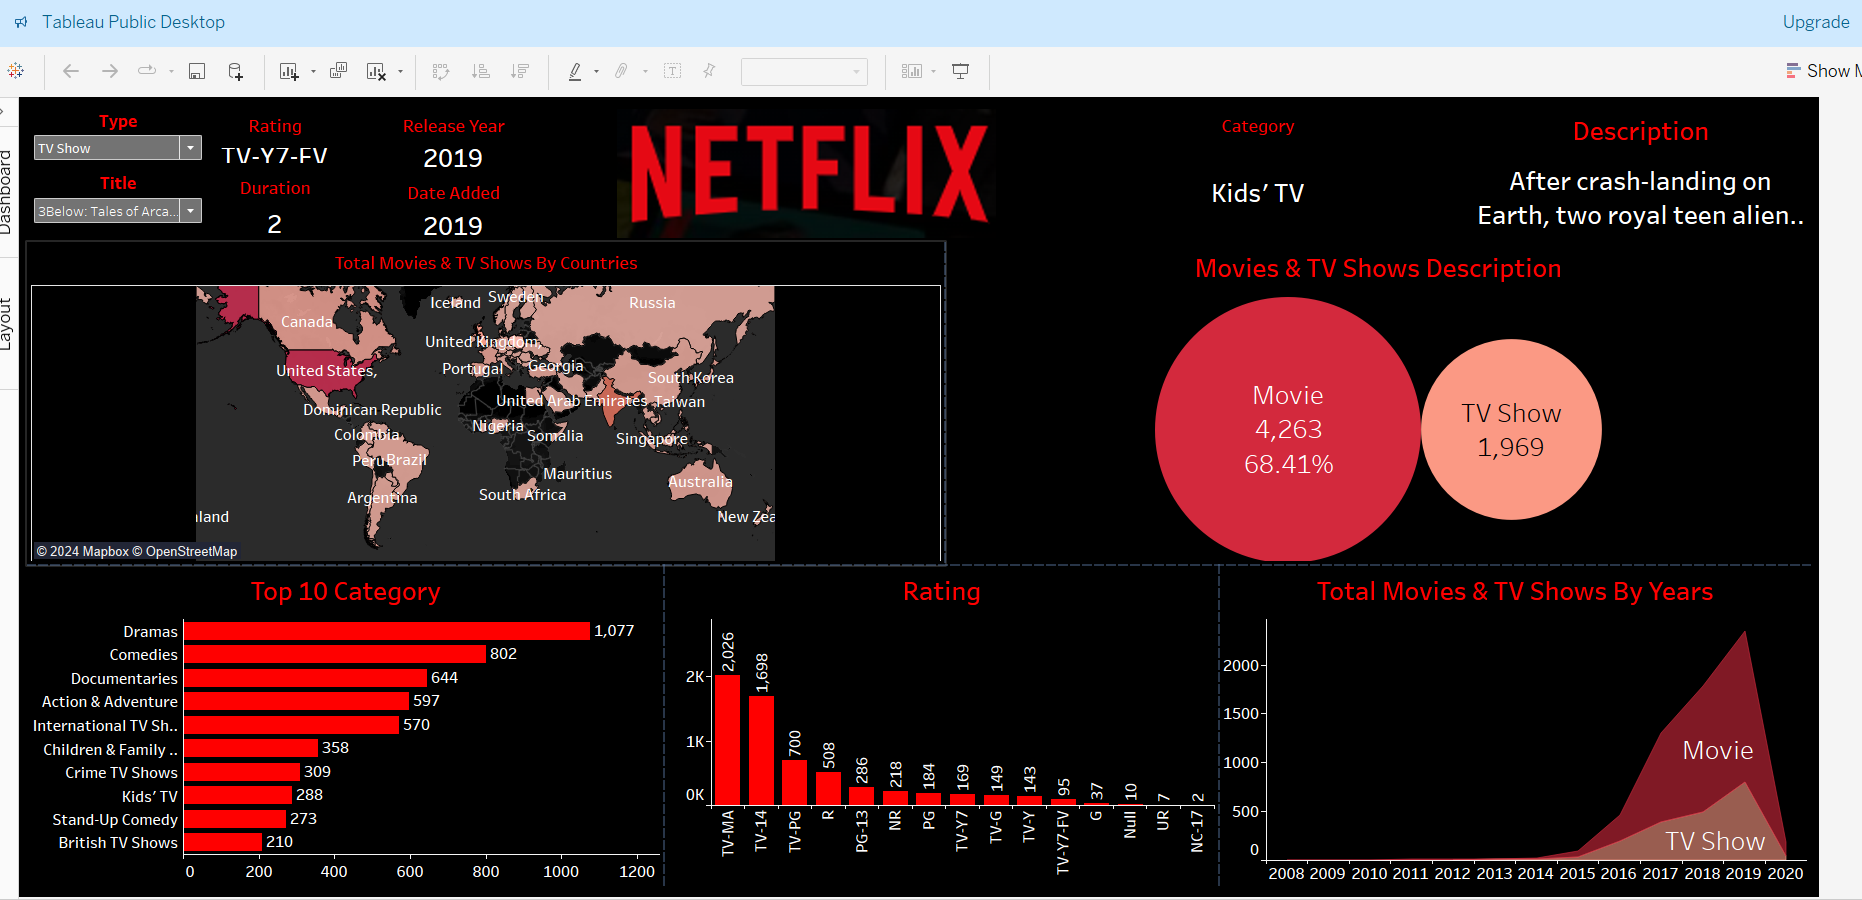 Tableau Public Desktop
Upgrade
Show M
Dashboard
Layout
Type
TV Show
Title
3Below: Tales of Arca...
Rating
TV-Y7-FV
Duration
2
Release Year
2019
Date Added
2019
NETFLIX
Category
Kids’ TV
Description
After crash-landing on
Earth, two royal teen alien..
Total Movies & TV Shows By Countries
Iceland
Sweden
Russia
Canada
United Kingdom,
Portugal
Georgia
United States,
South Korea
United Arab Emirates
Taiwan
Dominican Republic
Nigeria
Colombia
Somalia
Singapore
Peru
Brazil
Mauritius
Australia
Argentina
South Africa
land
New Zea
© 2024 Mapbox © OpenStreetMap
Movies & TV Shows Description
Movie
4,263
68.41%
TV Show
1,969
Top 10 Category
Dramas 1,077
Comedies 802
Documentaries 644
Action & Adventure 597
International TV Sh.. 570
Children & Family .. 358
Crime TV Shows 309
Kids’ TV 288
Stand-Up Comedy 273
British TV Shows 210
0 200 400 600 800 1000 1200
Rating
2K
1K
0K
2,026 1,698 700 508 286 218 184 169 149 143 95 37 10 7 2
TV-MA TV-14 TV-PG R PG-13 NR PG TV-Y7 TV-G TV-Y TV-Y7-FV G Null UR NC-17
Total Movies & TV Shows By Years
2000
1500
1000
500
0
Movie
TV Show
2008 2009 2010 2011 2012 2013 2014 2015 2016 2017 2018 2019 2020